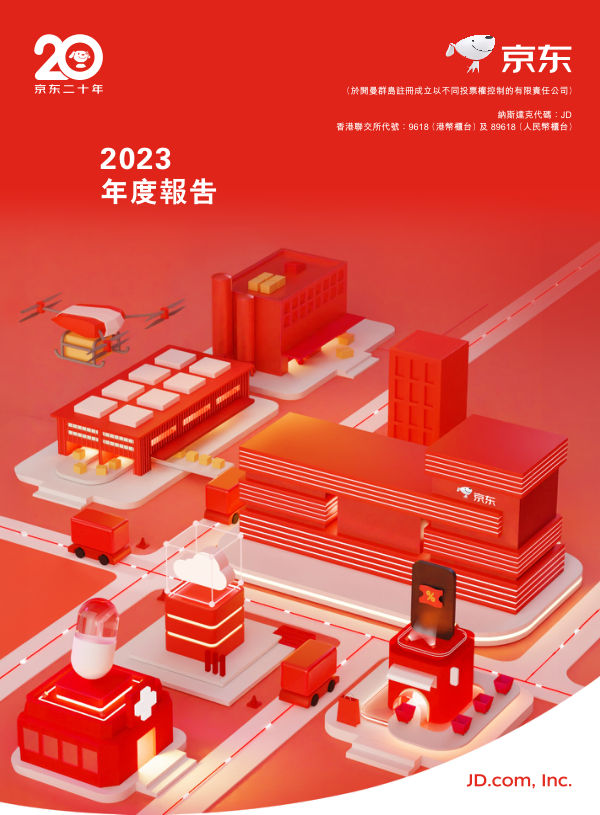 20
京东二十年
京东
（於開曼群島註冊成立以不同投票權控制的有限責任公司）
納斯達克代碼：JD
香港聯交所代號：9618（港幣櫃台）及 89618（人民幣櫃台）
2023
年度報告
京东
%
JD.com, Inc.